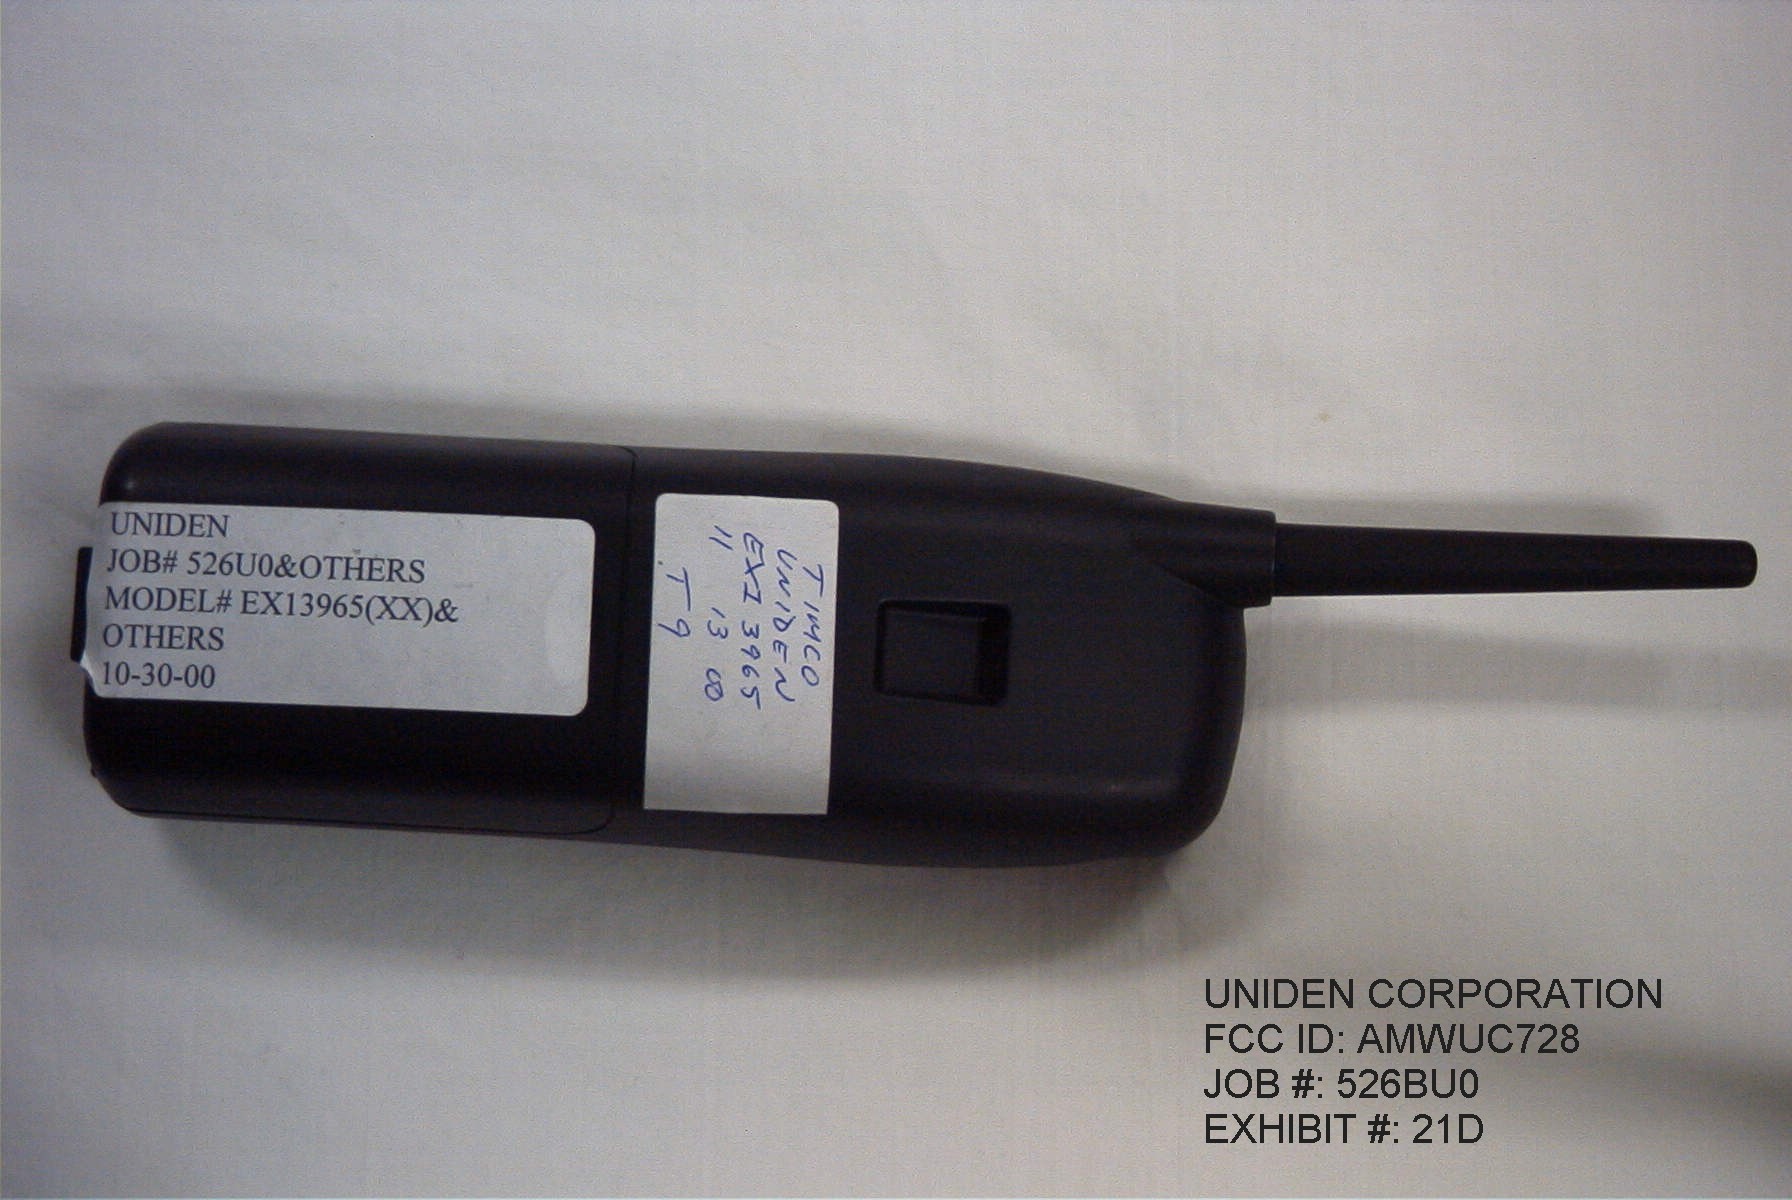 UNIDEN
JOB# 526U0&OTHERS
MODEL# EX13965(XX)&
OTHERS
10-30-00
TIMCO
UNIDEN
EXI 3965
11 13 00
T9
UNIDEN CORPORATION
FCC ID: AMWUC728
JOB #: 526BU0
EXHIBIT #: 21D